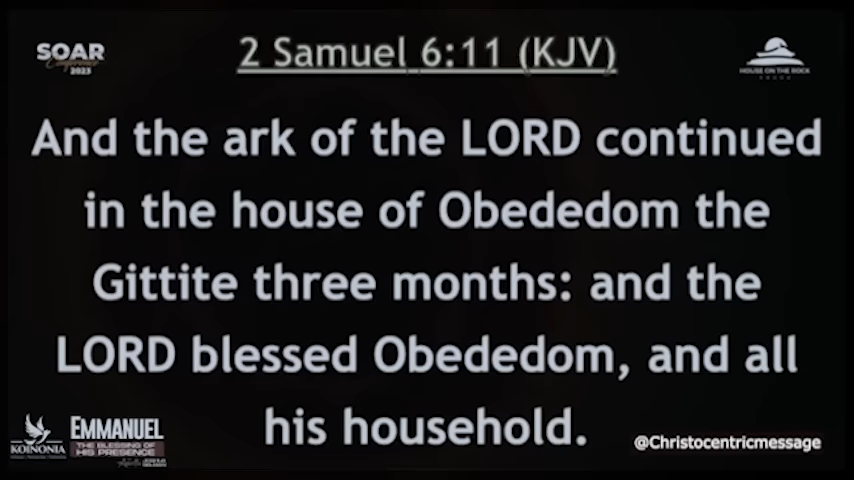 SOAR
Conference
2023
2 Samuel 6:11 (KJV)
HOUSE ON THE ROCK
And the ark of the LORD continued
in the house of Obededom the
Gittite three months: and the
LORD blessed Obededom, and all
his household.
KOINONIA
EMMANUEL
THE BLESSING OF
HIS PRESENCE
@Christocentricmessage